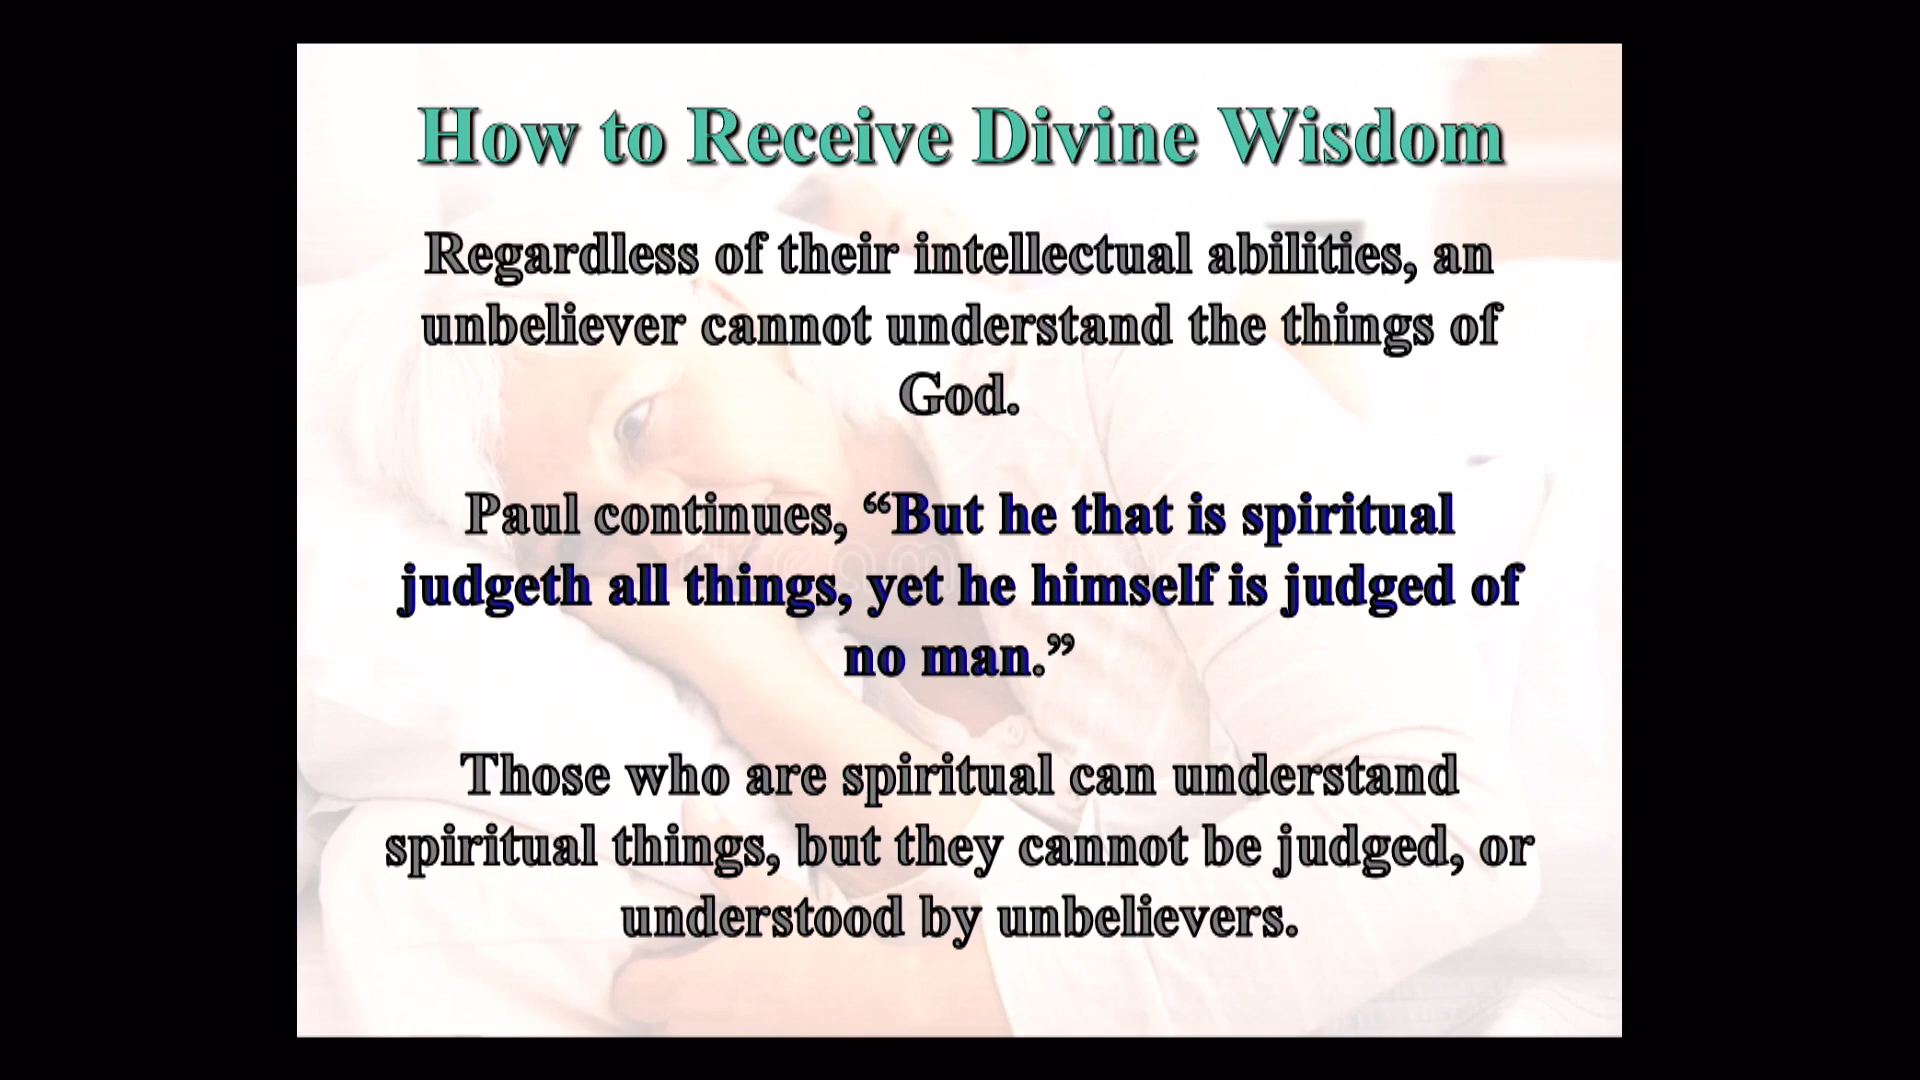 How to Receive Divine Wisdom
Regardless of their intellectual abilities, an
unbeliever cannot understand the things of
God.
Paul continues, “But he that is spiritual
judgeth all things, yet he himself is judged of
no man.”
Those who are spiritual can understand
spiritual things, but they cannot be judged, or
understood by unbelievers.